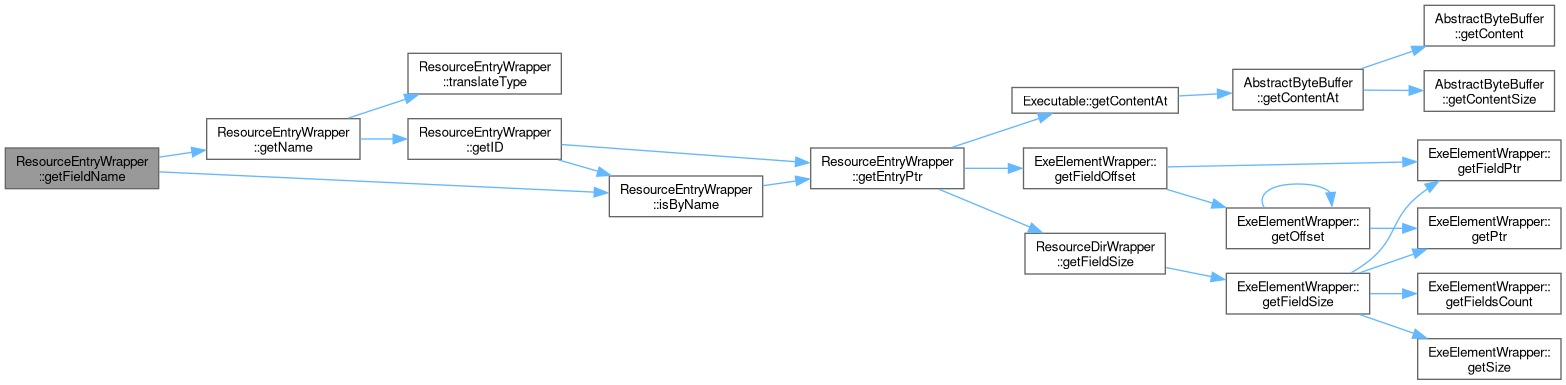 ResourceEntryWrapper
::getFieldName
ResourceEntryWrapper
::getName
ResourceEntryWrapper
::translateType
ResourceEntryWrapper
::getID
ResourceEntryWrapper
::isByName
ResourceEntryWrapper
::getEntryPtr
Executable::getContentAt
ExeElementWrapper::
getFieldOffset
ResourceDirWrapper
::getFieldSize
AbstractByteBuffer
::getContentAt
ExeElementWrapper::
getOffset
ExeElementWrapper::
getFieldSize
AbstractByteBuffer
::getContent
AbstractByteBuffer
::getContentSize
ExeElementWrapper::
getFieldPtr
ExeElementWrapper::
getPtr
ExeElementWrapper::
getFieldsCount
ExeElementWrapper::
getSize